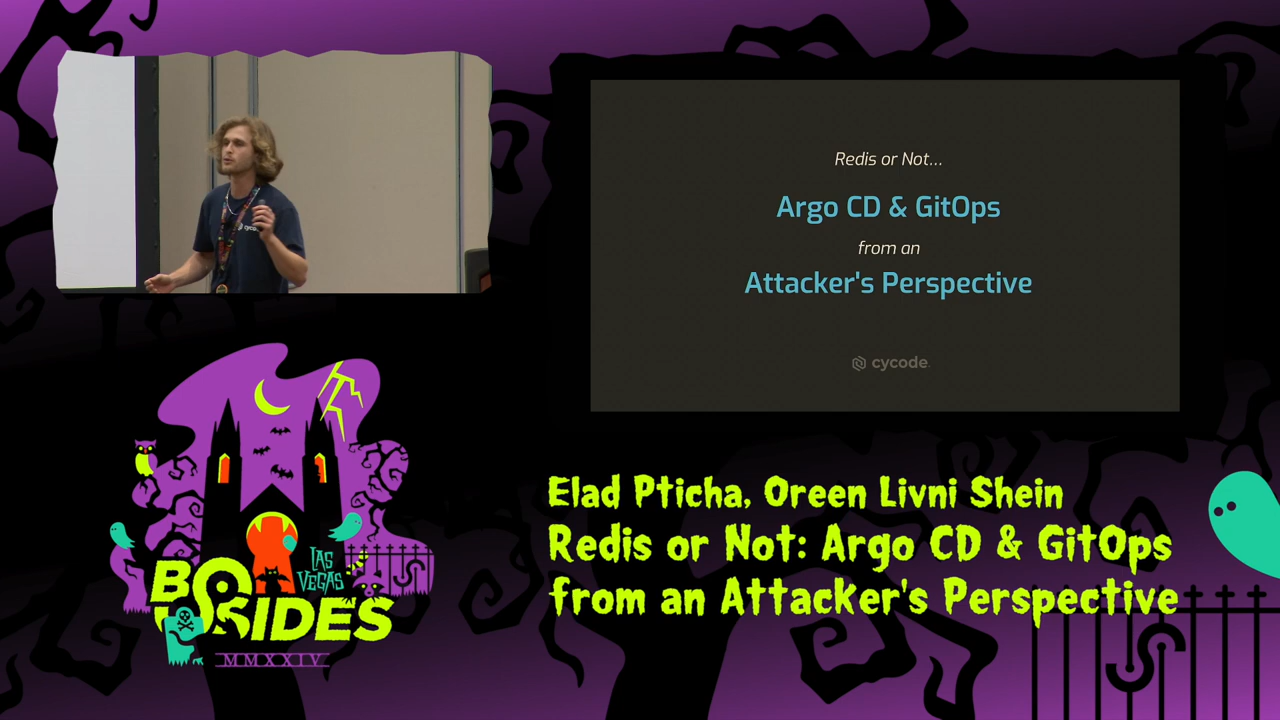 Redis or Not...
Argo CD & GitOps
from an
Attacker's Perspective
cycode
Elad Pticha, Oreen Livni Shein
Redis or Not: Argo CD & GitOps
from an Attacker's Perspective
LAS
VEGAS
BSIDES
MMXXIV